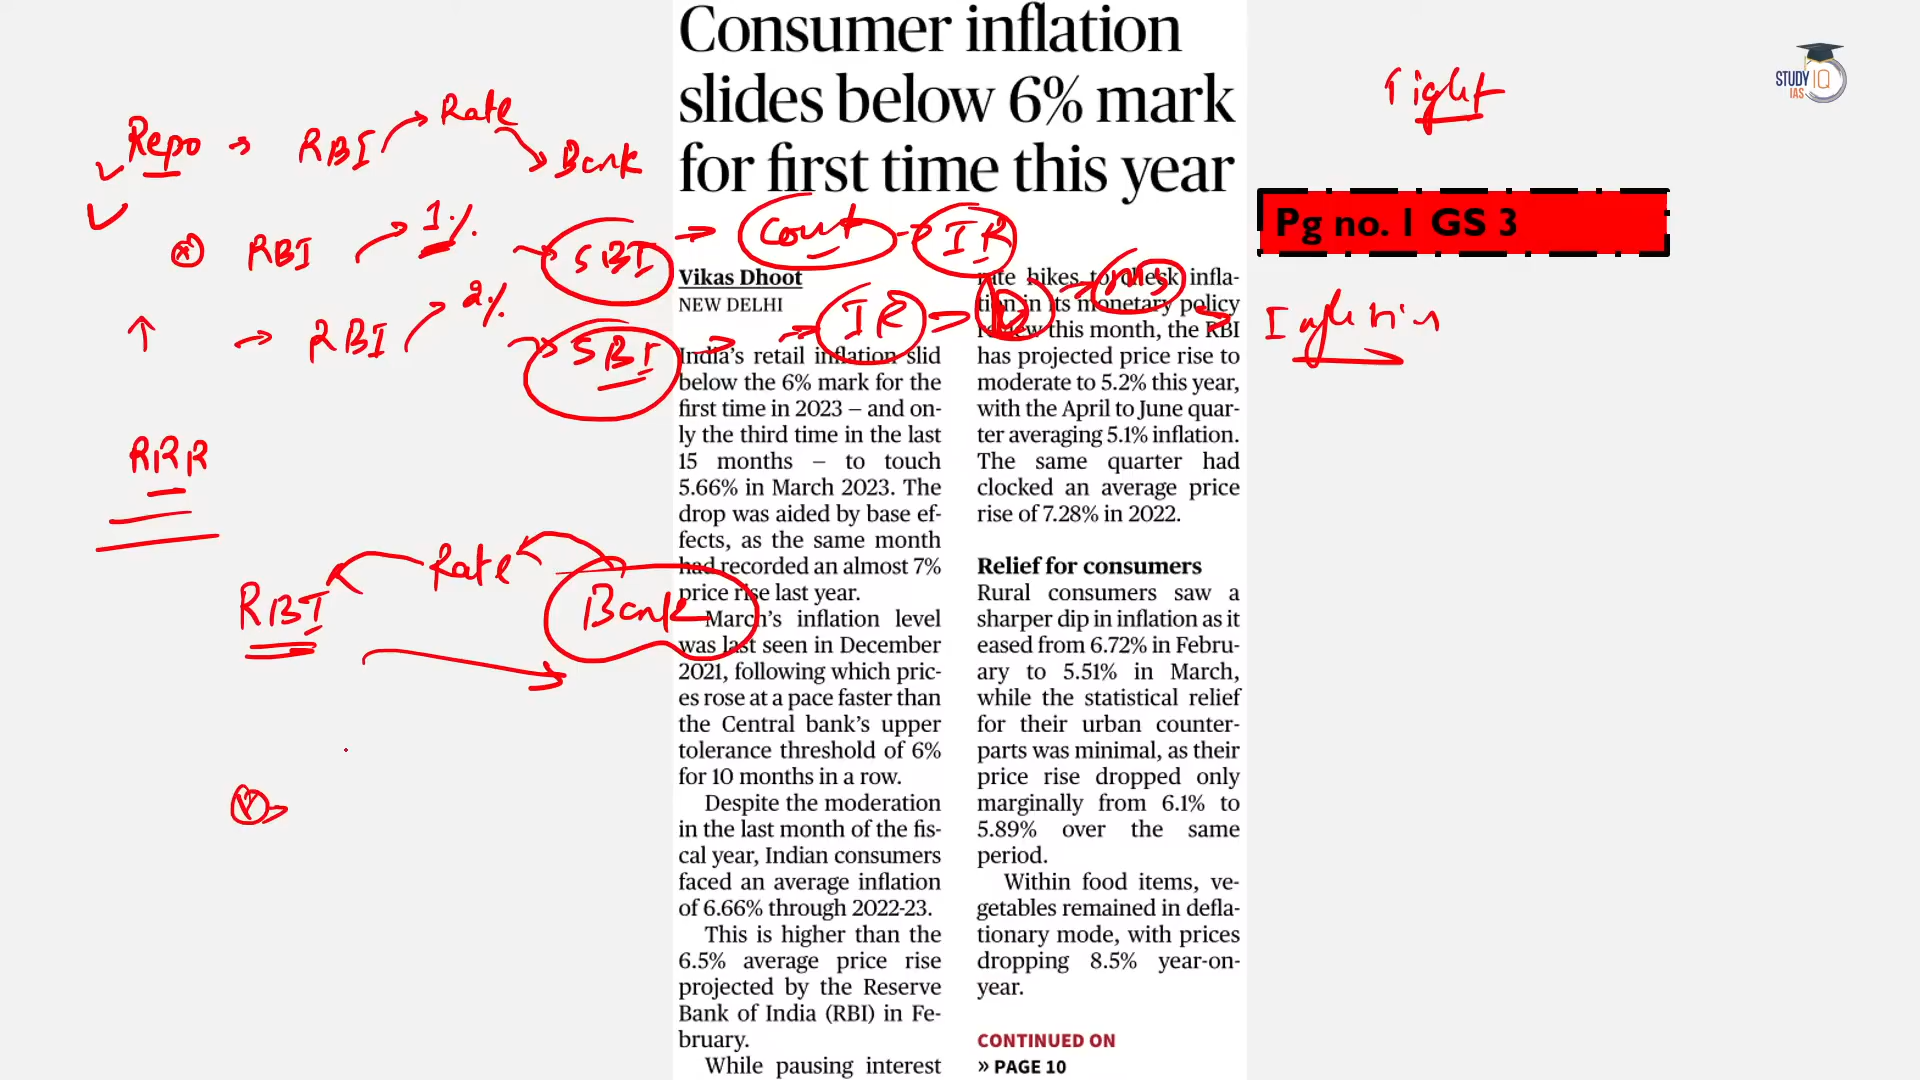 Consumer inflation
slides below 6% mark
for first time this year
Vikas Dhoot
NEW DELHI
India's retail inflation slid
below the 6% mark for the
first time in 2023 – and on-
ly the third time in the last
15 months – to touch
5.66% in March 2023. The
drop was aided by base ef-
fects, as the same month
had recorded an almost 7%
price rise last year.
March's inflation level
was last seen in December
2021, following which pric-
es rose at a pace faster than
the Central bank's upper
tolerance threshold of 6%
for 10 months in a row.
Despite the moderation
in the last month of the fis-
cal year, Indian consumers
faced an average inflation
of 6.66% through 2022-23.
This is higher than the
6.5% average price rise
projected by the Reserve
Bank of India (RBI) in Fe-
bruary.
While pausing interest
rate hikes to check infla-
tion in its monetary policy
review this month, the RBI
has projected price rise to
moderate to 5.2% this year,
with the April to June quar-
ter averaging 5.1% inflation.
The same quarter had
clocked an average price
rise of 7.28% in 2022.
Relief for consumers
Rural consumers saw a
sharper dip in inflation as it
eased from 6.72% in Febru-
ary to 5.51% in March,
while the statistical relief
for their urban counter-
parts was minimal, as their
price rise dropped only
marginally from 6.1% to
5.89% over the same
period.
Within food items, ve-
getables remained in defla-
tionary mode, with prices
dropping 8.5% year-on-
year.
CONTINUED ON
» PAGE 10
Repo → RBI Rate Bank
RBI 1% SBI → IR
↑ → RBI 2% SBI → IR
RRR
RBI Rate Bank
Tight
Pg no. 1 GS 3
STUDY IQ
IAS